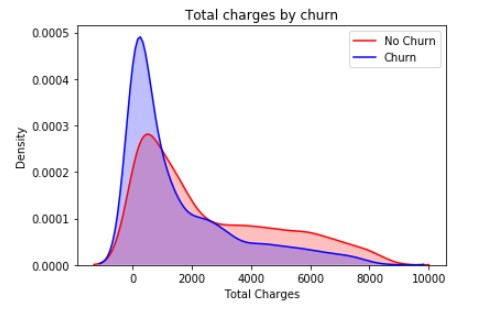 Total charges by churn
No Churn
Churn
0.0005
0.0004
0.0003
0.0002
0.0001
0.0000
Density
0 2000 4000 6000 8000 10000
Total Charges